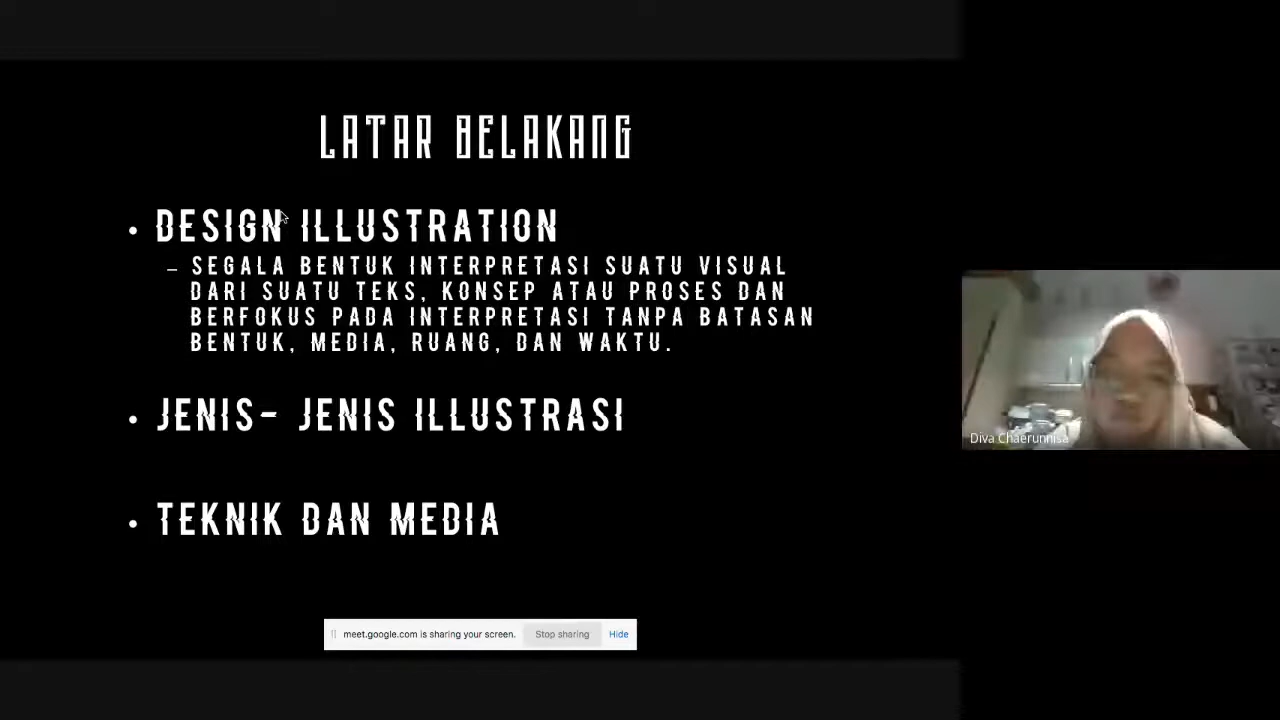 LATAR BELAKANG
• DESIGN ILLUSTRATION
– SEGALA BENTUK INTERPRETASI SUATU VISUAL
DARI SUATU TEKS, KONSEP ATAU PROSES DAN
BERFOKUS PADA INTERPRETASI TANPA BATASAN
BENTUK, MEDIA, RUANG, DAN WAKTU.
• JENIS- JENIS ILLUSTRASI
• TEKNIK DAN MEDIA
meet.google.com is sharing your screen. Stop sharing Hide
Diva Chaerunnisa